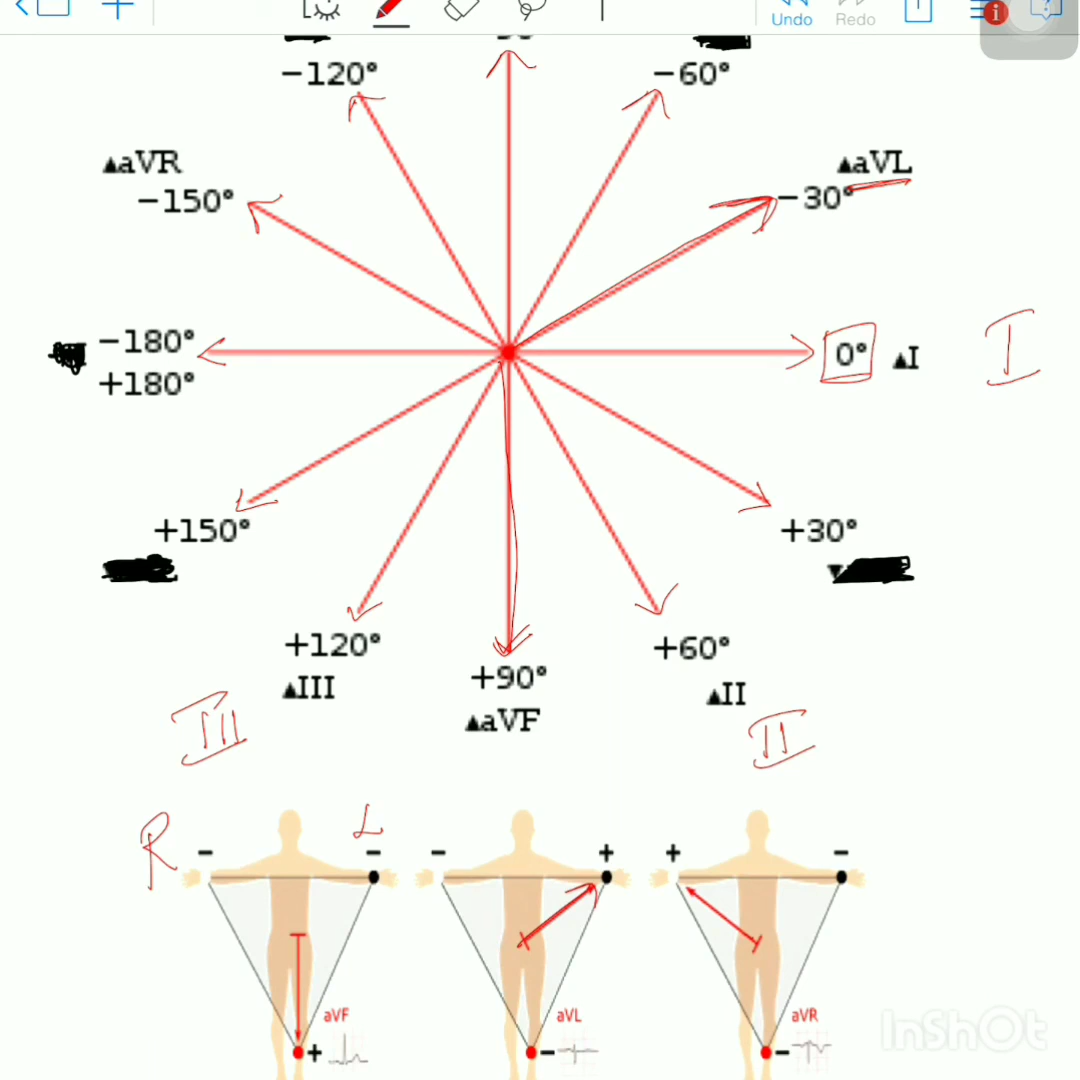 Undo Redo
−120° −60°
▲aVR ▲aVL
−150° −30°
−180° 0° ▲I I
+180°
+150° +30°
+120° +90° +60°
▲III ▲aVF ▲II
III II
R L
− − − + + −
aVF aVL aVR
+ − −
InShOt